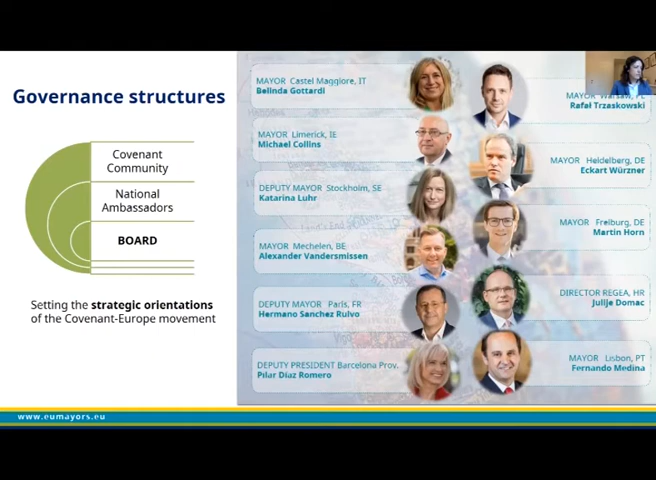 Governance structures
Covenant
Community
National
Ambassadors
BOARD
Setting the strategic orientations
of the Covenant-Europe movement
MAYOR Castel Maggiore, IT
Belinda Gottardi
MAYOR Limerick, IE
Michael Collins
DEPUTY MAYOR Stockholm, SE
Katarina Luhr
MAYOR Mechelen, BE
Alexander Vandersmissen
DEPUTY MAYOR Paris, FR
Hermano Sanchez Ruivo
DEPUTY PRESIDENT Barcelona Prov.
Pilar Díaz Romero
MAYOR Warsaw, PL
Rafał Trzaskowski
MAYOR Heidelberg, DE
Eckart Würzner
MAYOR Freiburg, DE
Martin Horn
DIRECTOR REGEA, HR
Julije Domac
MAYOR Lisbon, PT
Fernando Medina
www.eumayors.eu